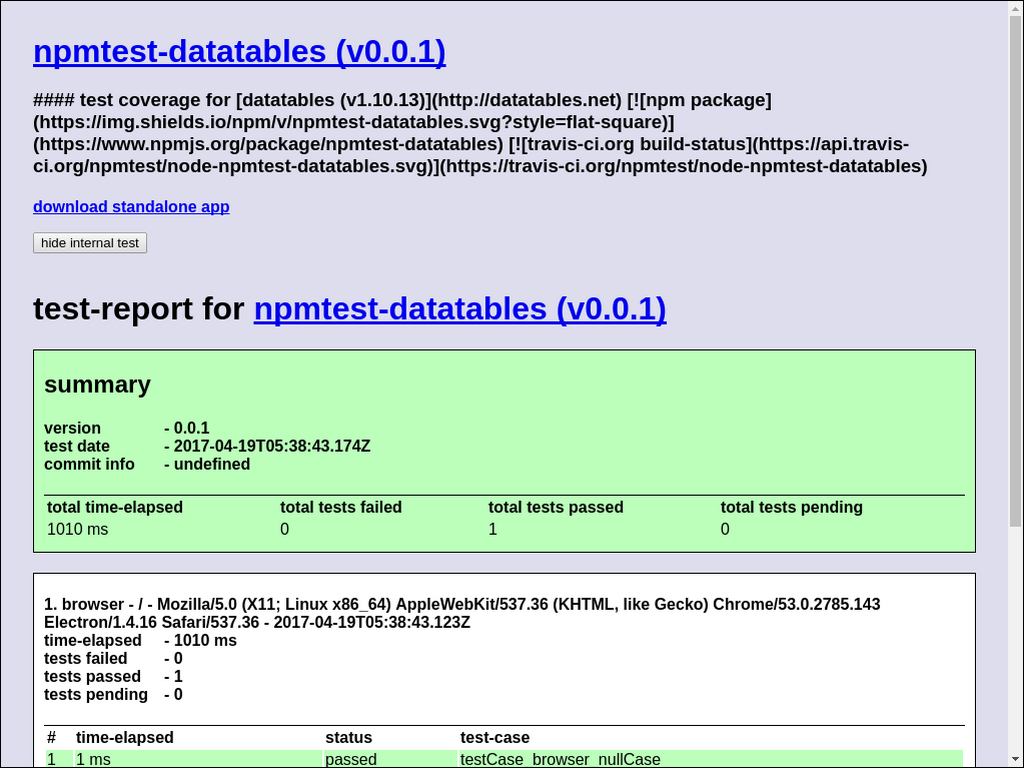 npmtest-datatables (v0.0.1)
#### test coverage for [datatables (v1.10.13)](http://datatables.net) [![npm package]
(https://img.shields.io/npm/v/npmtest-datatables.svg?style=flat-square)]
(https://www.npmjs.org/package/npmtest-datatables) [![travis-ci.org build-status](https://api.travis-
ci.org/npmtest/node-npmtest-datatables.svg)](https://travis-ci.org/npmtest/node-npmtest-datatables)
download standalone app
hide internal test
test-report for npmtest-datatables (v0.0.1)
summary
version - 0.0.1
test date - 2017-04-19T05:38:43.174Z
commit info - undefined
total time-elapsed total tests failed total tests passed total tests pending
1010 ms 0 1 0
1. browser - / - Mozilla/5.0 (X11; Linux x86_64) AppleWebKit/537.36 (KHTML, like Gecko) Chrome/53.0.2785.143
Electron/1.4.16 Safari/537.36 - 2017-04-19T05:38:43.123Z
time-elapsed - 1010 ms
tests failed - 0
tests passed - 1
tests pending - 0
# time-elapsed status test-case
1 1 ms passed testCase_browser_nullCase